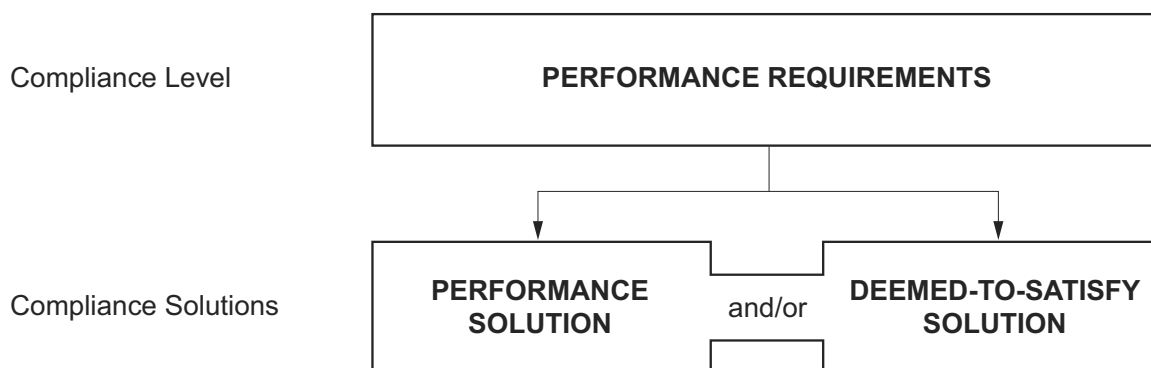 Compliance Level
PERFORMANCE REQUIREMENTS
Compliance Solutions
PERFORMANCE
SOLUTION
and/or
DEEMED-TO-SATISFY
SOLUTION